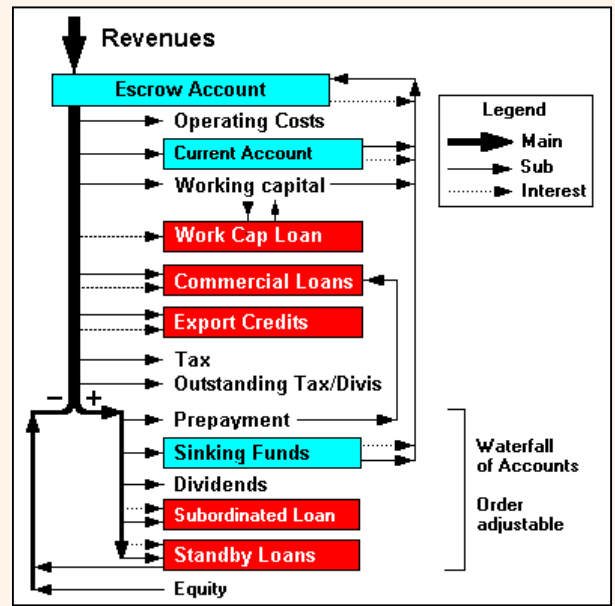 Revenues
Escrow Account
Operating Costs
Current Account
Working capital
Work Cap Loan
Commercial Loans
Export Credits
Tax
Outstanding Tax/Divis
− +
Prepayment
Sinking Funds
Dividends
Subordinated Loan
Standby Loans
Equity
Legend
Main
Sub
Interest
Waterfall
of Accounts
Order
adjustable